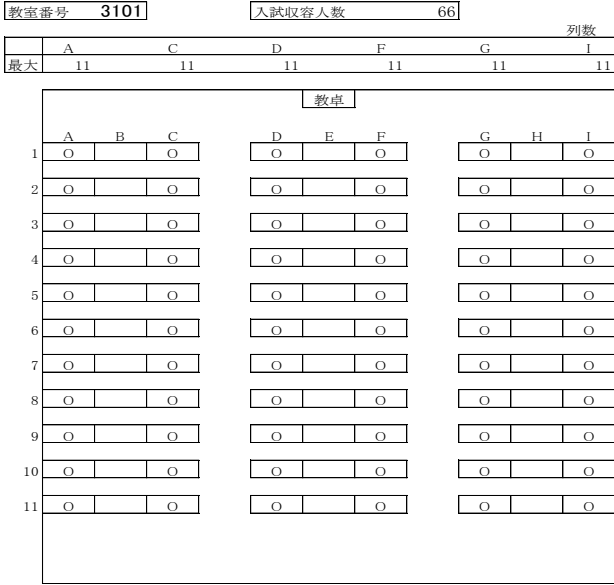 教室番号 3101 入試収容人数 66
列数
A C D F G I
最大 11 11 11 11 11 11
教卓
A B C D E F G H I
1 O O O O O O
2 O O O O O O
3 O O O O O O
4 O O O O O O
5 O O O O O O
6 O O O O O O
7 O O O O O O
8 O O O O O O
9 O O O O O O
10 O O O O O O
11 O O O O O O